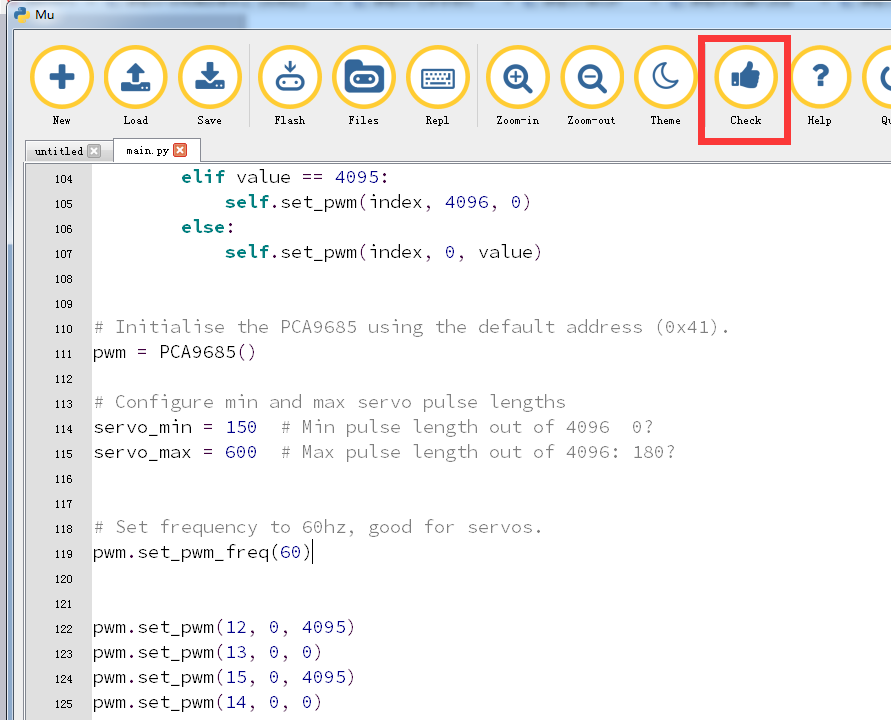 Mu
New Load Save Flash Files Repl Zoom-in Zoom-out Theme Check Help
untitled main.py
104 elif value == 4095:
105 self.set_pwm(index, 4096, 0)
106 else:
107 self.set_pwm(index, 0, value)
108
109
110 # Initialise the PCA9685 using the default address (0x41).
111 pwm = PCA9685()
112
113 # Configure min and max servo pulse lengths
114 servo_min = 150  # Min pulse length out of 4096  0?
115 servo_max = 600  # Max pulse length out of 4096: 180?
116
117
118 # Set frequency to 60hz, good for servos.
119 pwm.set_pwm_freq(60)
120
121
122 pwm.set_pwm(12, 0, 4095)
123 pwm.set_pwm(13, 0, 0)
124 pwm.set_pwm(15, 0, 4095)
125 pwm.set_pwm(14, 0, 0)